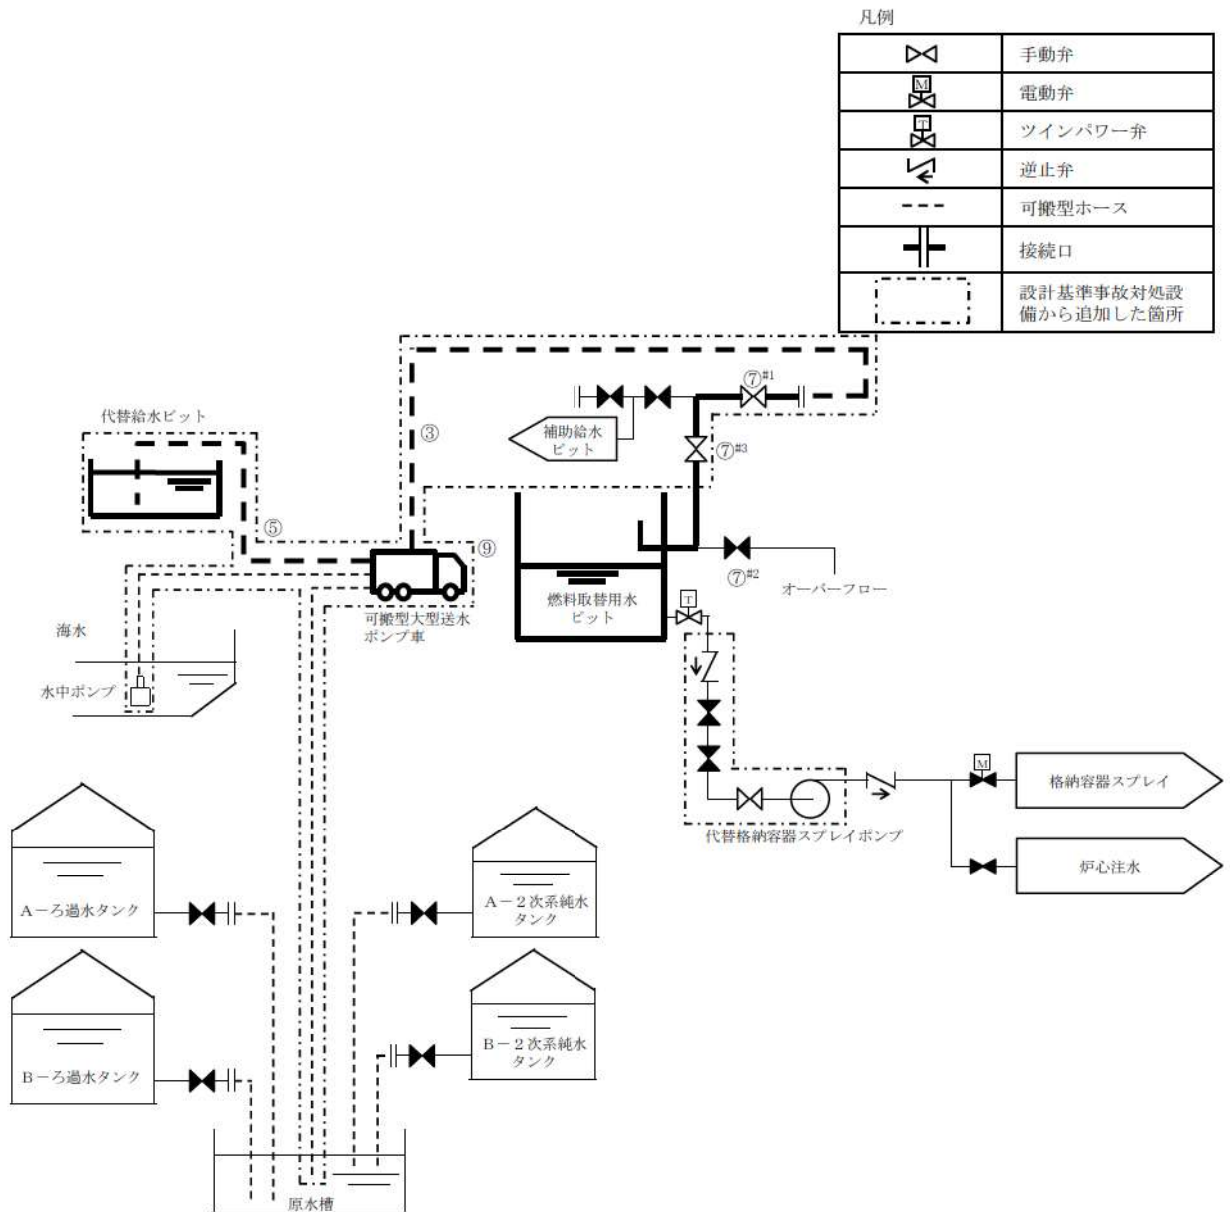 凡例
手動弁
M
電動弁
T
ツインパワー弁
逆止弁
可搬型ホース
接続口
設計基準事故対処設
備から追加した箇所
⑦#1
代替給水ピット
③
補助給水
ピット
⑦#3
⑤
⑨
⑦#2
オーバーフロー
燃料取替用水
ピット
T
可搬型大型送水
ポンプ車
海水
水中ポンプ
M
格納容器スプレイ
代替格納容器スプレイポンプ
炉心注水
A-ろ過水タンク
A-2次系純水
タンク
B-ろ過水タンク
B-2次系純水
タンク
原水槽